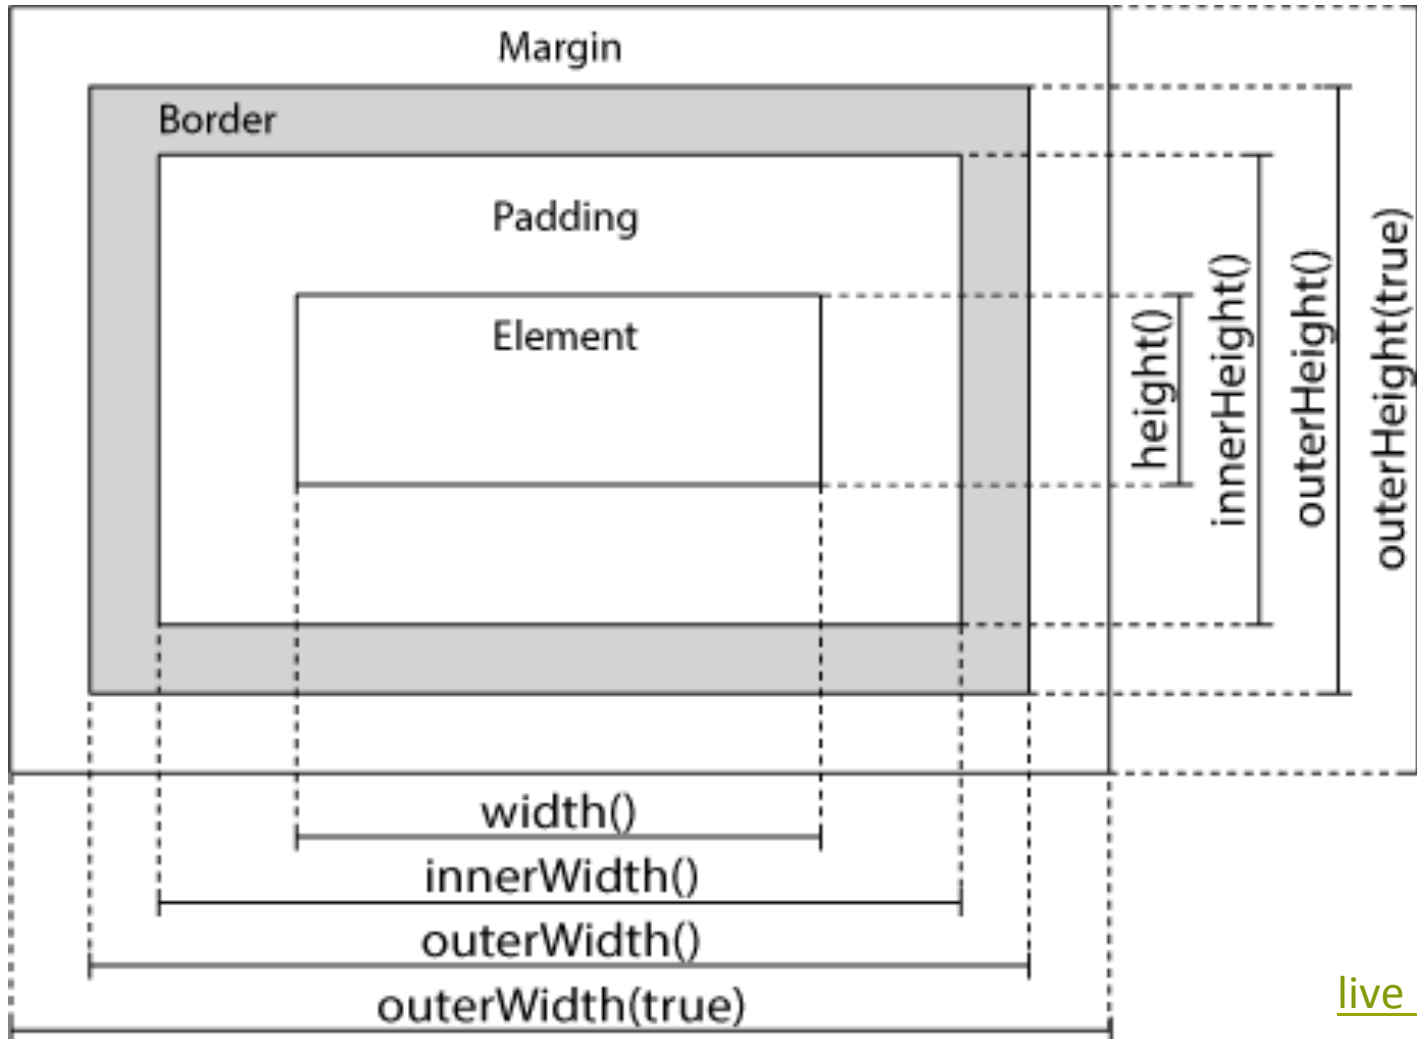 Margin
Border
Padding
Element
height()
innerHeight()
outerHeight()
outerHeight(true)
width()
innerWidth()
outerWidth()
outerWidth(true)
live